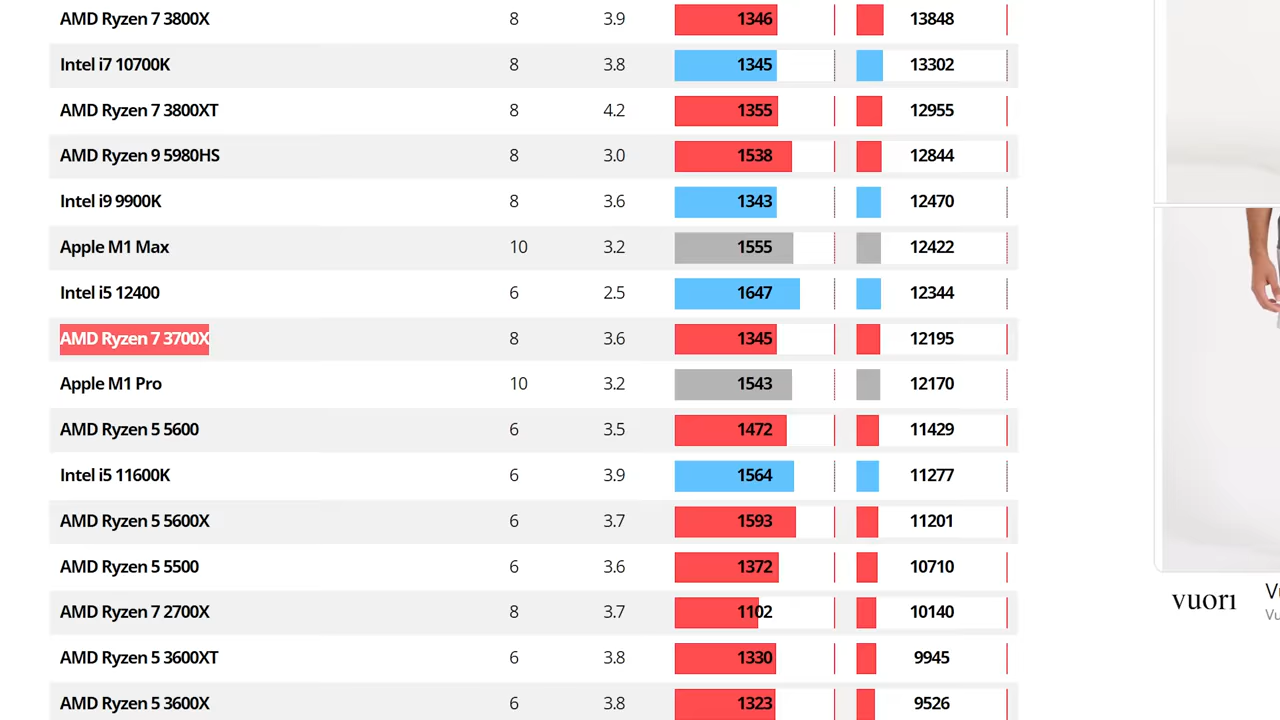 AMD Ryzen 7 3800X 8 3.9 1346 13848
Intel i7 10700K 8 3.8 1345 13302
AMD Ryzen 7 3800XT 8 4.2 1355 12955
AMD Ryzen 9 5980HS 8 3.0 1538 12844
Intel i9 9900K 8 3.6 1343 12470
Apple M1 Max 10 3.2 1555 12422
Intel i5 12400 6 2.5 1647 12344
AMD Ryzen 7 3700X 8 3.6 1345 12195
Apple M1 Pro 10 3.2 1543 12170
AMD Ryzen 5 5600 6 3.5 1472 11429
Intel i5 11600K 6 3.9 1564 11277
AMD Ryzen 5 5600X 6 3.7 1593 11201
AMD Ryzen 5 5500 6 3.6 1372 10710
AMD Ryzen 7 2700X 8 3.7 1102 10140
AMD Ryzen 5 3600XT 6 3.8 1330 9945
AMD Ryzen 5 3600X 6 3.8 1323 9526
vuori